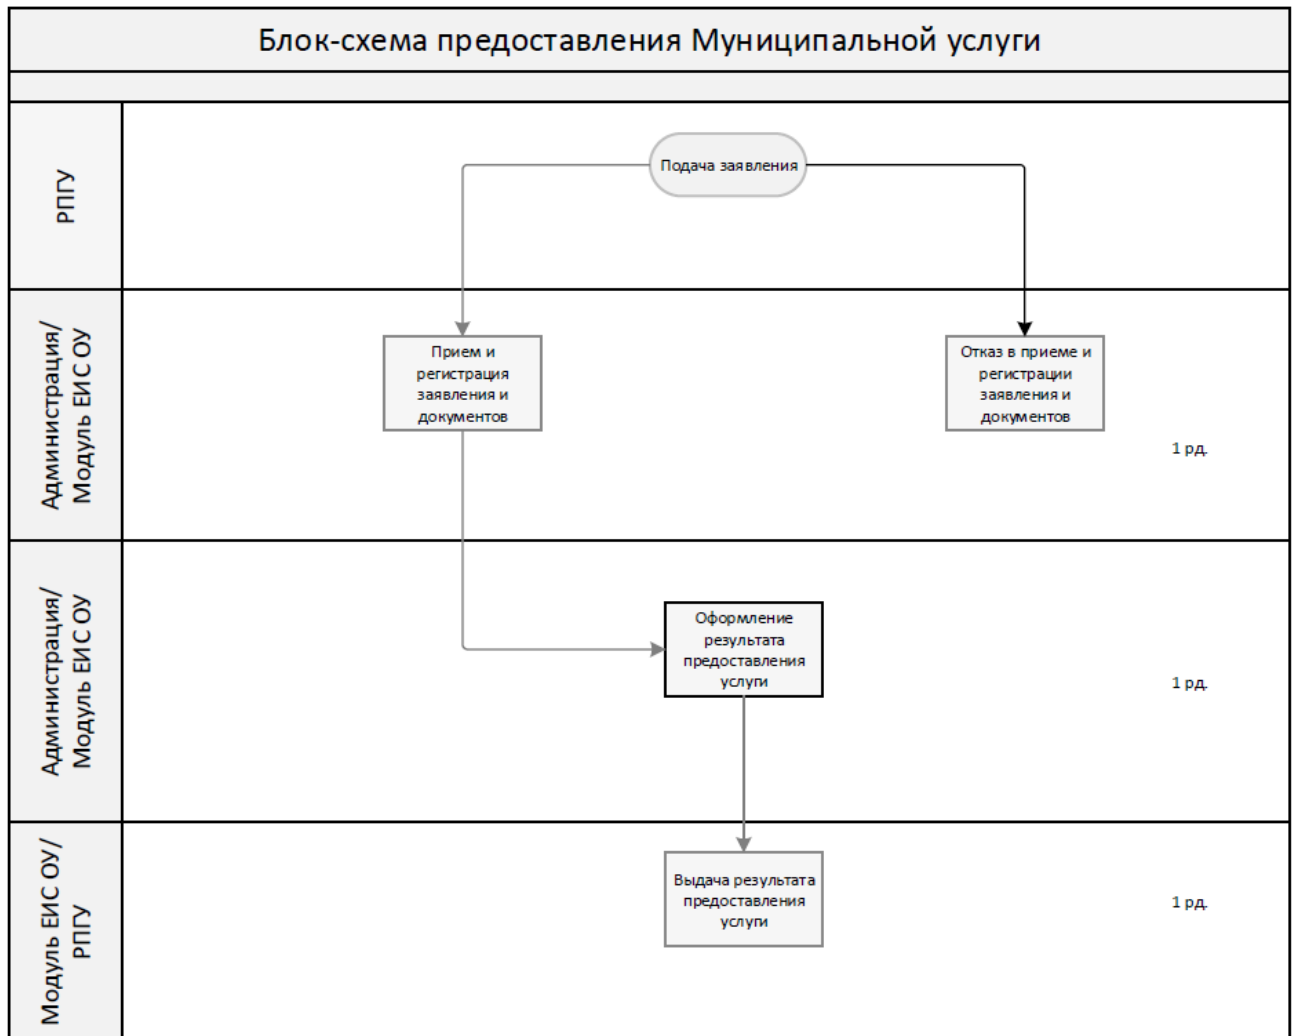 Блок-схема предоставления Муниципальной услуги
РПГУ
Подача заявления
Администрация/
Модуль ЕИС ОУ
Прием и
регистрация
заявления и
документов
Отказ в приеме и
регистрации
заявления и
документов
1 рд.
Администрация/
Модуль ЕИС ОУ
Оформление
результата
предоставления
услуги
1 рд.
Модуль ЕИС ОУ/
РПГУ
Выдача результата
предоставления
услуги
1 рд.